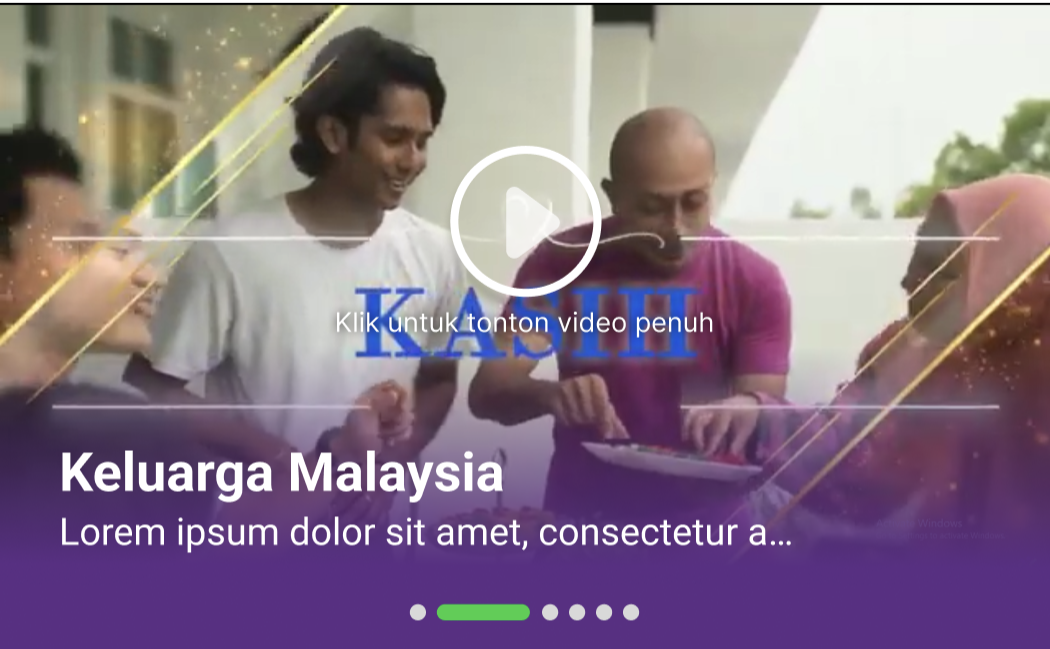 KASIH
Klik untuk tonton video penuh
Keluarga Malaysia
Lorem ipsum dolor sit amet, consectetur a...